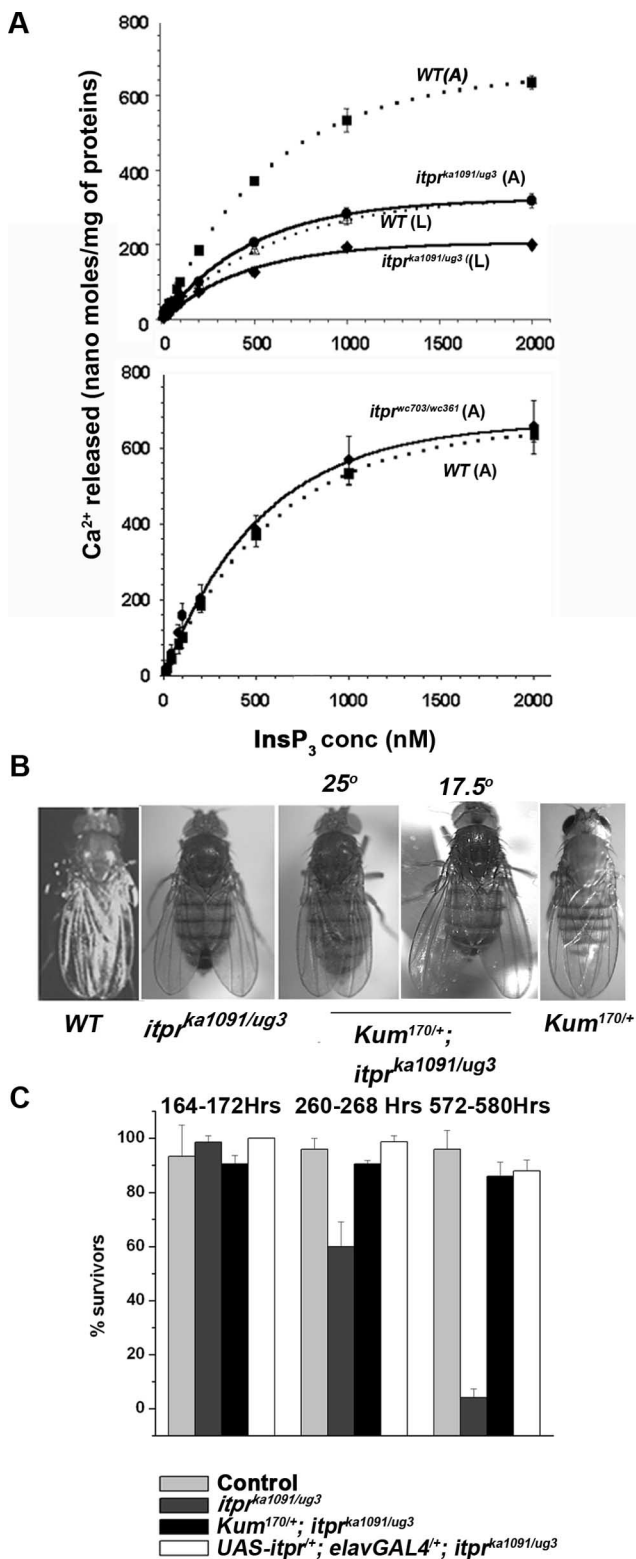 A
Ca2+ released (nano moles/mg of proteins)
800
600
400
200
0
WT(A)
itprka1091/ug3 (A)
WT (L)
itprka1091/ug3 ((L)
0 500 1000 1500 2000
800
600
400
200
0
itprwc703/wc361 (A)
WT (A)
0 500 1000 1500 2000
InsP3 conc (nM)
B
25o 17.5o
WT itprka1091/ug3 Kum170/+; itprka1091/ug3 Kum170/+
C
164-172Hrs 260-268 Hrs 572-580Hrs
% survivors
100
80
60
40
20
0
Control
itprka1091/ug3
Kum170/+; itprka1091/ug3
UAS-itpr/+; elavGAL4/+; itprka1091/ug3